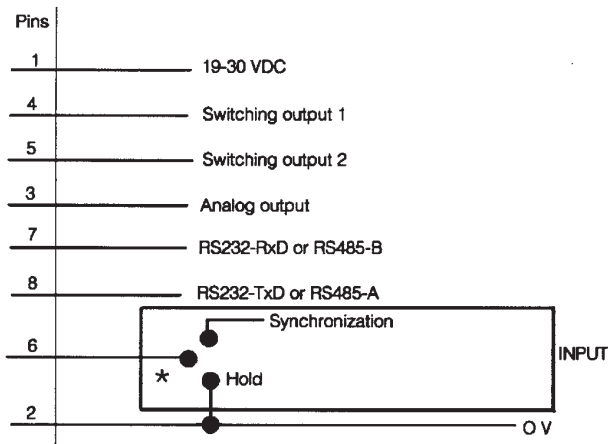 Pins
1 19-30 VDC
4 Switching output 1
5 Switching output 2
3 Analog output
7 RS232-RxD or RS485-B
8 RS232-TxD or RS485-A
Synchronization
6 INPUT
* Hold
2 O V